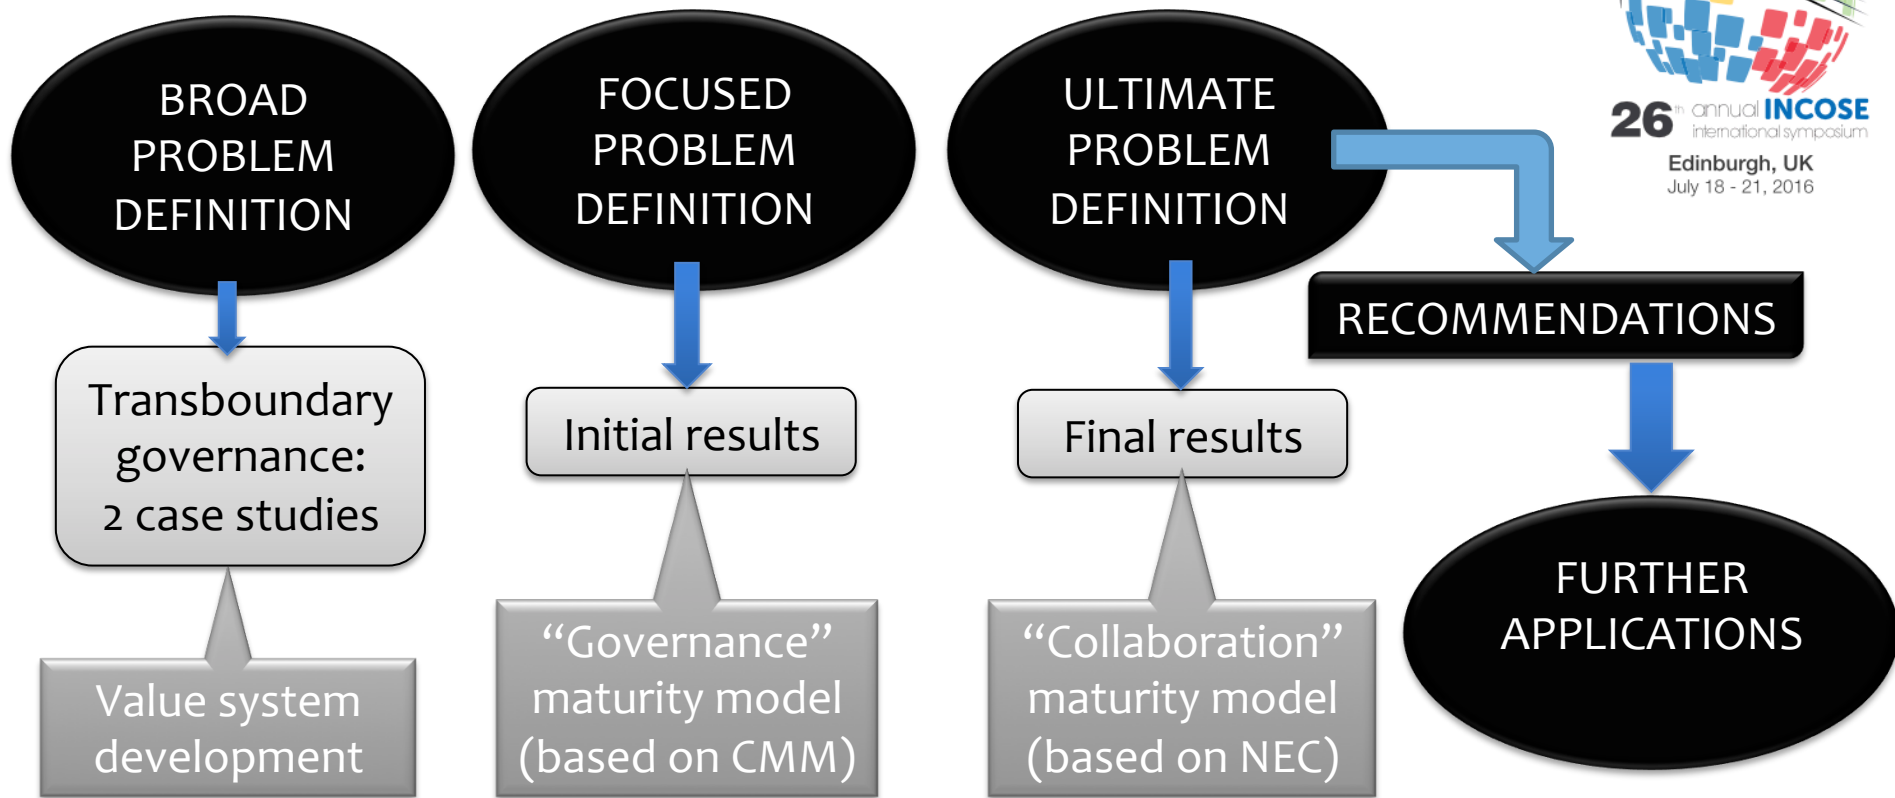 BROAD
PROBLEM
DEFINITION
FOCUSED
PROBLEM
DEFINITION
ULTIMATE
PROBLEM
DEFINITION
26th annual INCOSE
international symposium
Edinburgh, UK
July 18 - 21, 2016
RECOMMENDATIONS
Transboundary
governance:
2 case studies
Initial results
Final results
FURTHER
APPLICATIONS
Value system
development
“Governance”
maturity model
(based on CMM)
“Collaboration”
maturity model
(based on NEC)